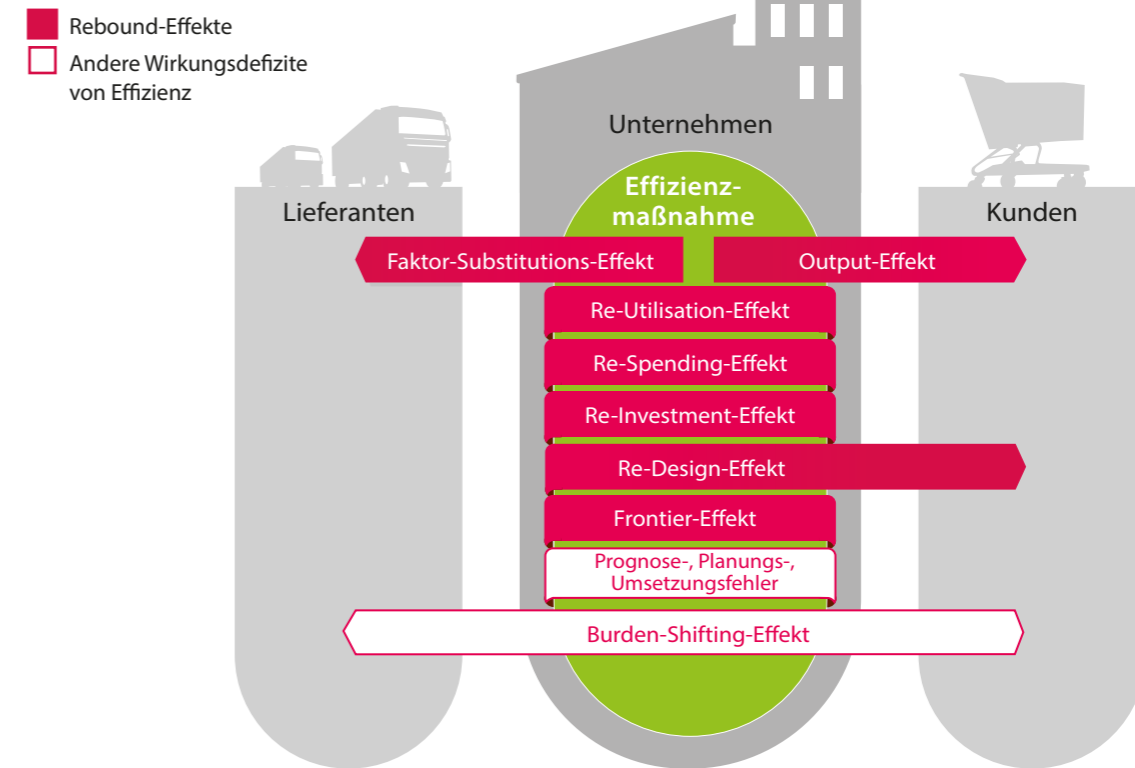 Rebound-Effekte
Andere Wirkungsdefizite
von Effizienz
Unternehmen
Effizienz-
maßnahme
Lieferanten
Kunden
Faktor-Substitutions-Effekt
Output-Effekt
Re-Utilisation-Effekt
Re-Spending-Effekt
Re-Investment-Effekt
Re-Design-Effekt
Frontier-Effekt
Prognose-, Planungs-,
Umsetzungsfehler
Burden-Shifting-Effekt